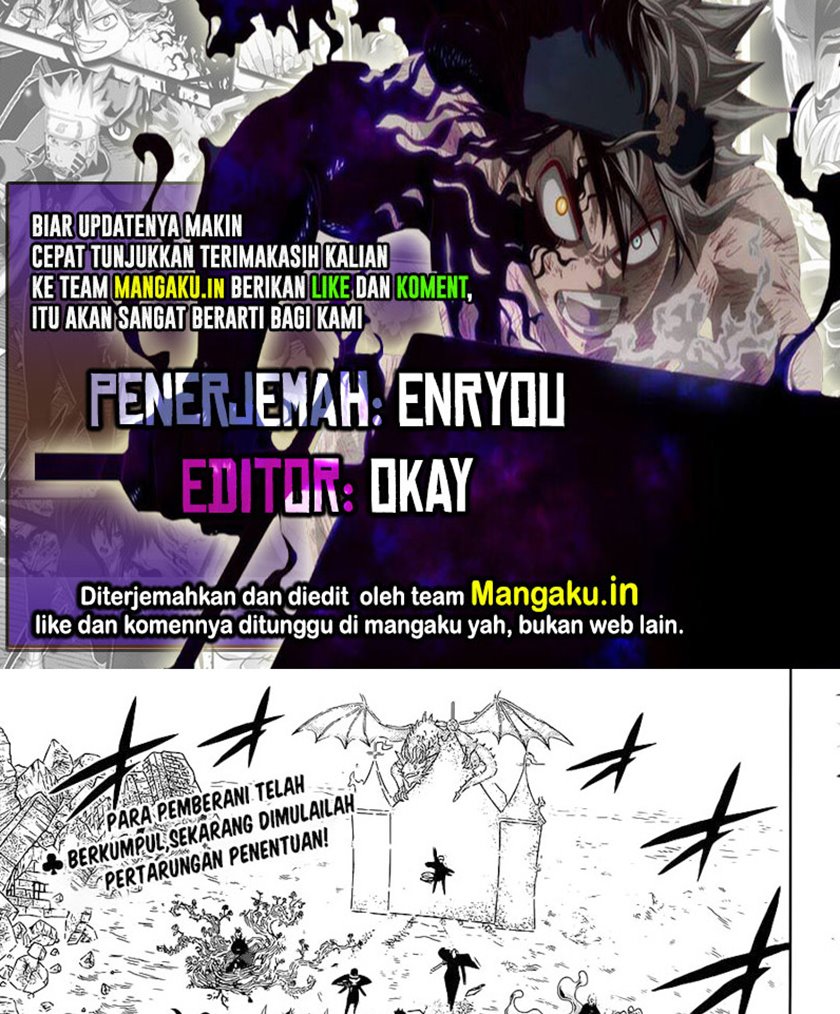 BIAR UPDATENYA MAKIN
CEPAT TUNJUKKAN TERIMAKASIH KALIAN
KE TEAM MANGAKU.IN BERIKAN LIKE DAN KOMENT,
ITU AKAN SANGAT BERARTI BAGI KAMI
PENERJEMAH: ENRYOU
EDITOR: OKAY
Diterjemahkan dan diedit oleh team Mangaku.in
like dan komennya ditunggu di mangaku yah, bukan web lain.
PARA PEMBERANI TELAH
BERKUMPUL,SEKARANG DIMULAILAH
PERTARUNGAN PENENTUAN!